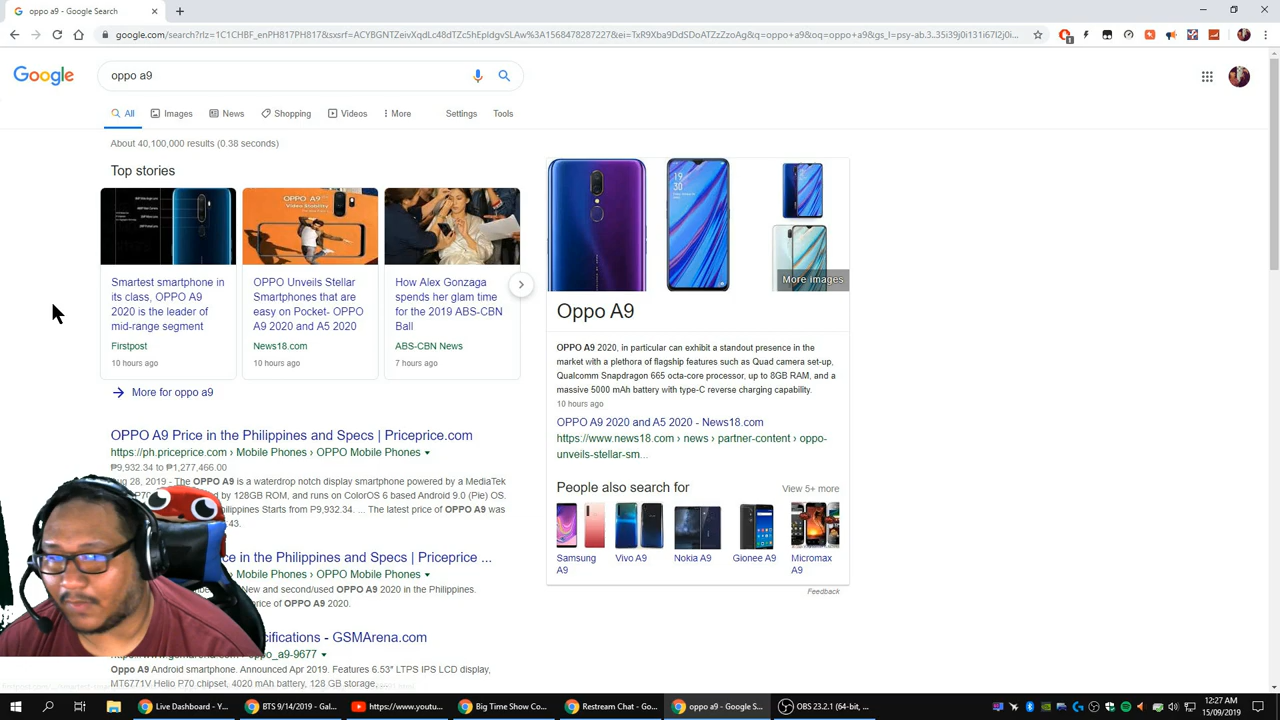 oppo a9 - Google Search
google.com/search?rlz=1C1CHBF_enPH817PH817&sxsrf=ACYBGNTZeivXqdLc48dTZc5hEpIdgvSLAw%3A1568478287227&ei=TxR9Xba9DdSDoATZzZzoAg&q=oppo+a9&oq=oppo+a9&gs_l=psy-ab.3..35i39j0i131i67l2j0i...
1
Google
oppo a9
All
Images
News
Shopping
Videos
More
Settings
Tools
About 40,100,000 results (0.38 seconds)
Top stories
Smartest smartphone in
its class, OPPO A9
2020 is the leader of
mid-range segment
Firstpost
10 hours ago
OPPO A9
OPPO Unveils Stellar
Smartphones that are
easy on Pocket- OPPO
A9 2020 and A5 2020
News18.com
10 hours ago
How Alex Gonzaga
spends her glam time
for the 2019 ABS-CBN
Ball
ABS-CBN News
7 hours ago
More for oppo a9
OPPO A9 Price in the Philippines and Specs | Priceprice.com
https://ph.priceprice.com › Mobile Phones › OPPO Mobile Phones
₱9,932.34 to ₱1,277,466.00
Aug 28, 2019 - The OPPO A9 is a waterdrop notch display smartphone powered by a MediaTek
by 128GB ROM, and runs on ColorOS 6 based Android 9.0 (Pie) OS.
Starts from P9,932.34. ... The latest price of OPPO A9 was
43.
ce in the Philippines and Specs | Priceprice ...
› Mobile Phones › OPPO Mobile Phones
New and second/used OPPO A9 2020 in the Philippines.
price of OPPO A9 2020.
- GSMArena.com
oppo_a9-9677
Oppo A9 Android smartphone. Announced Apr 2019. Features 6.53″ LTPS IPS LCD display,
MT6771V Helio P70 chipset, 4020 mAh battery, 128 GB storage, ...
19
30
More images
Oppo A9
OPPO A9 2020, in particular can exhibit a standout presence in the
market with a plethora of flagship features such as Quad camera set-up,
Qualcomm Snapdragon 665 octa-core processor, up to 8GB RAM, and a
massive 5000 mAh battery with type-C reverse charging capability.
10 hours ago
OPPO A9 2020 and A5 2020 - News18.com
https://www.news18.com › news › partner-content › oppo-
unveils-stellar-sm...
People also search for
View 5+ more
Samsung
A9
Vivo A9
Nokia A9
Gionee A9
Micromax
A9
Feedback
Live Dashboard - Y...
BTS 9/14/2019 - Gal...
https://www.youtu...
Big Time Show Co...
Restream Chat - Go...
oppo a9 - Google S...
OBS 23.2.1 (64-bit, ...
12:27 AM
15/09/2019